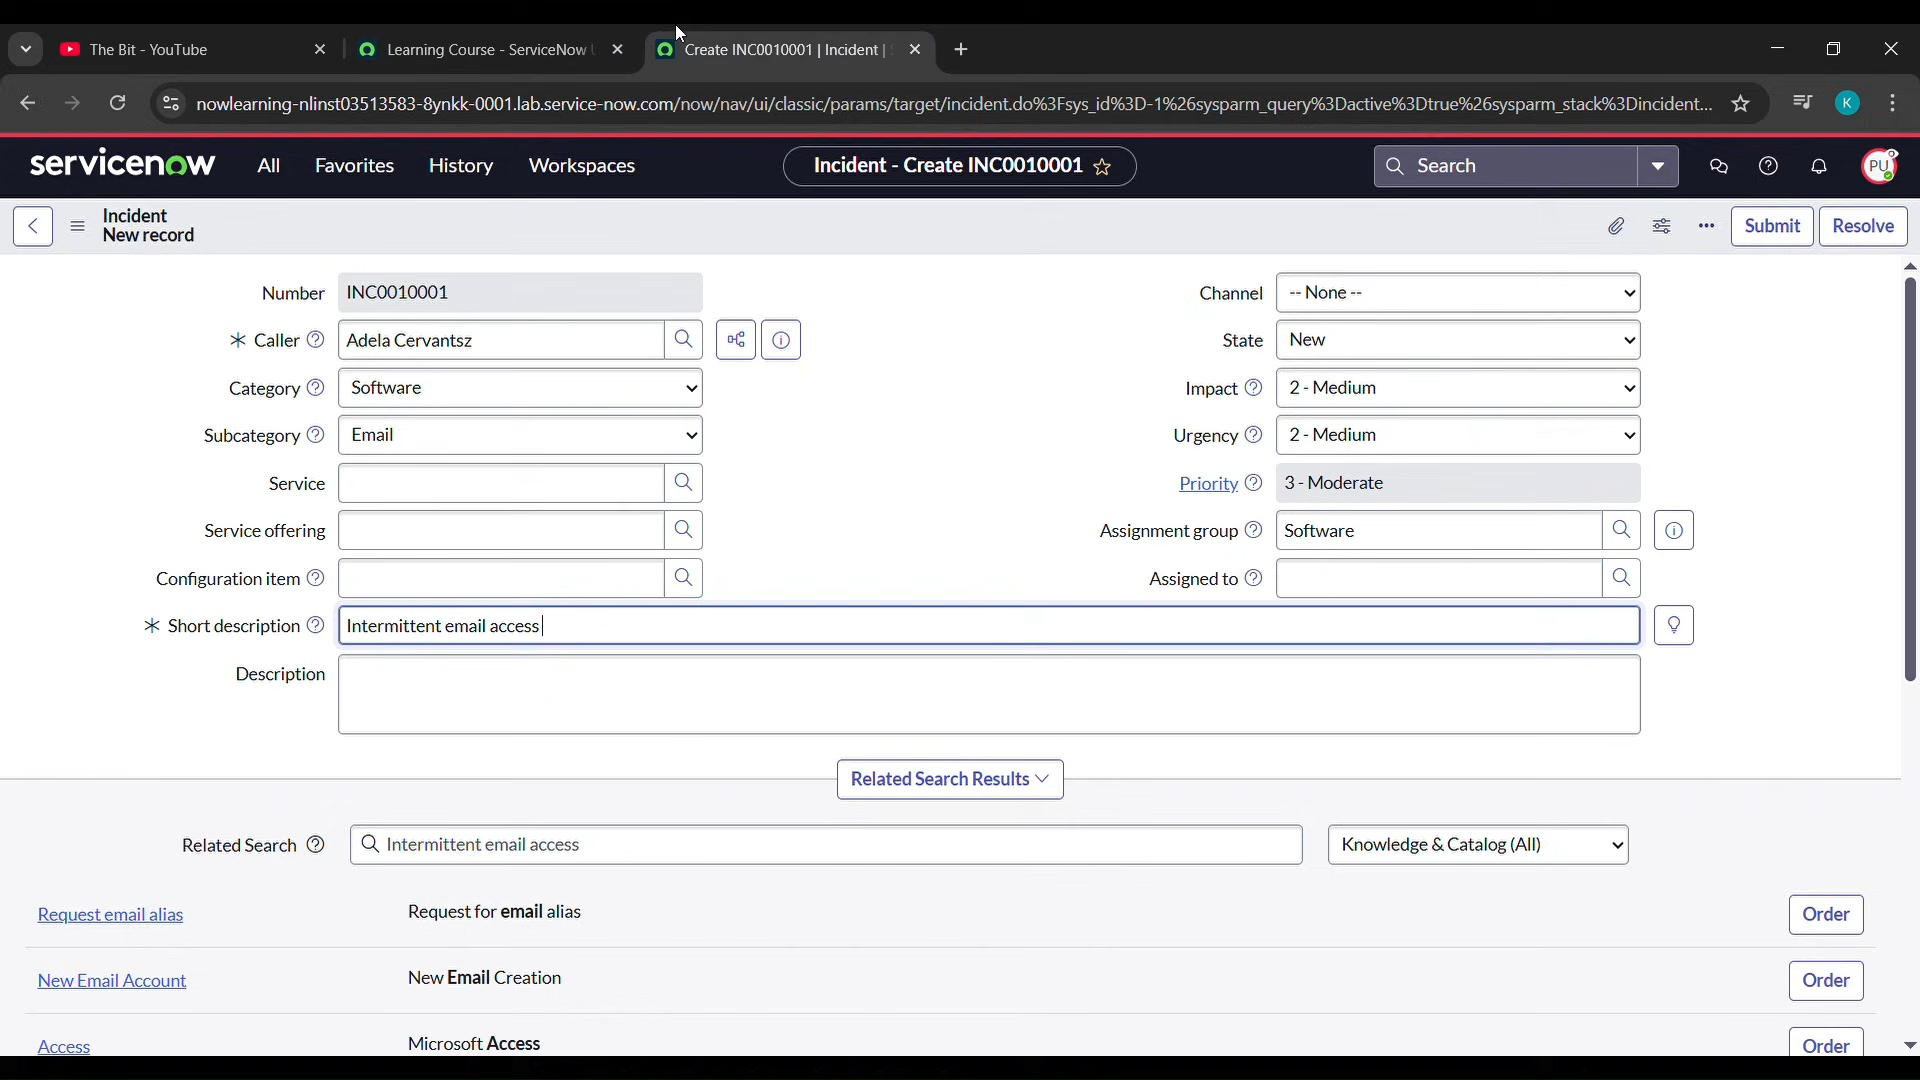 The Bit - YouTube
Learning Course - ServiceNow
Create INC0010001 | Incident |
nowlearning-nlinst03513583-8ynkk-0001.lab.service-now.com/now/nav/ui/classic/params/target/incident.do%3Fsys_id%3D-1%26sysparm_query%3Dactive%3Dtrue%26sysparm_stack%3Dincident...
K
servicenow
All
Favorites
History
Workspaces
Incident - Create INC0010001
Search
PU
Incident
New record
Submit
Resolve
Number
INC0010001
Channel
-- None --
Caller
Adela Cervantsz
State
New
Category
Software
Impact
2 - Medium
Subcategory
Email
Urgency
2 - Medium
Service
Priority
3 - Moderate
Service offering
Assignment group
Software
Configuration item
Assigned to
Short description
Intermittent email access
Description
Related Search Results
Related Search
Intermittent email access
Knowledge & Catalog (All)
Request email alias
Request for email alias
Order
New Email Account
New Email Creation
Order
Access
Microsoft Access
Order